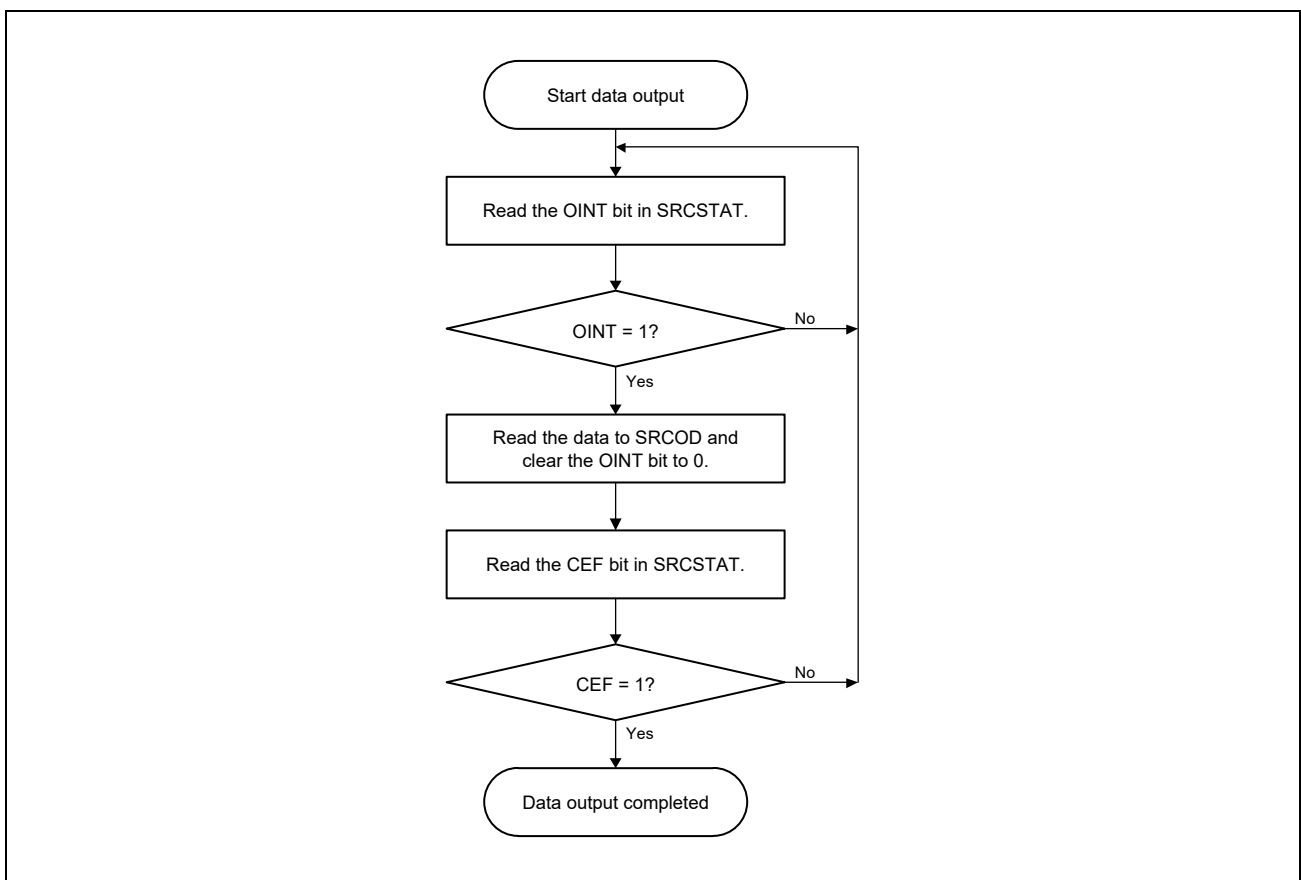 Start data output
Read the OINT bit in SRCSTAT.
OINT = 1?
No
Yes
Read the data to SRCOD and
clear the OINT bit to 0.
Read the CEF bit in SRCSTAT.
CEF = 1?
No
Yes
Data output completed